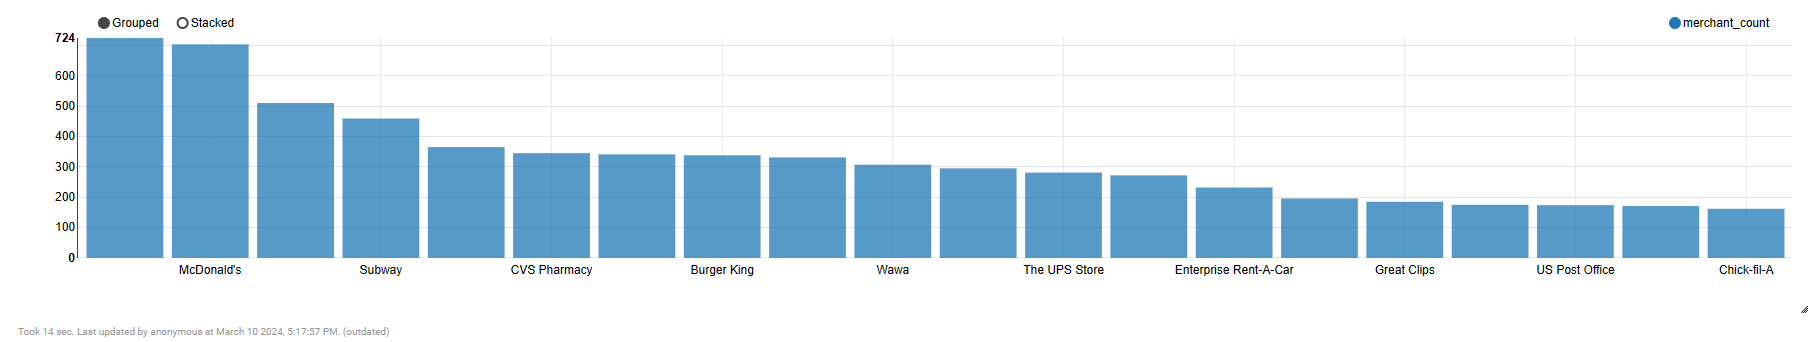 Grouped Stacked merchant_count
724
600
500
400
300
200
100
0
McDonald's Subway CVS Pharmacy Burger King Wawa The UPS Store Enterprise Rent-A-Car Great Clips US Post Office Chick-fil-A
Took 14 sec. Last updated by anonymous at March 10 2024, 5:17:57 PM. (outdated)